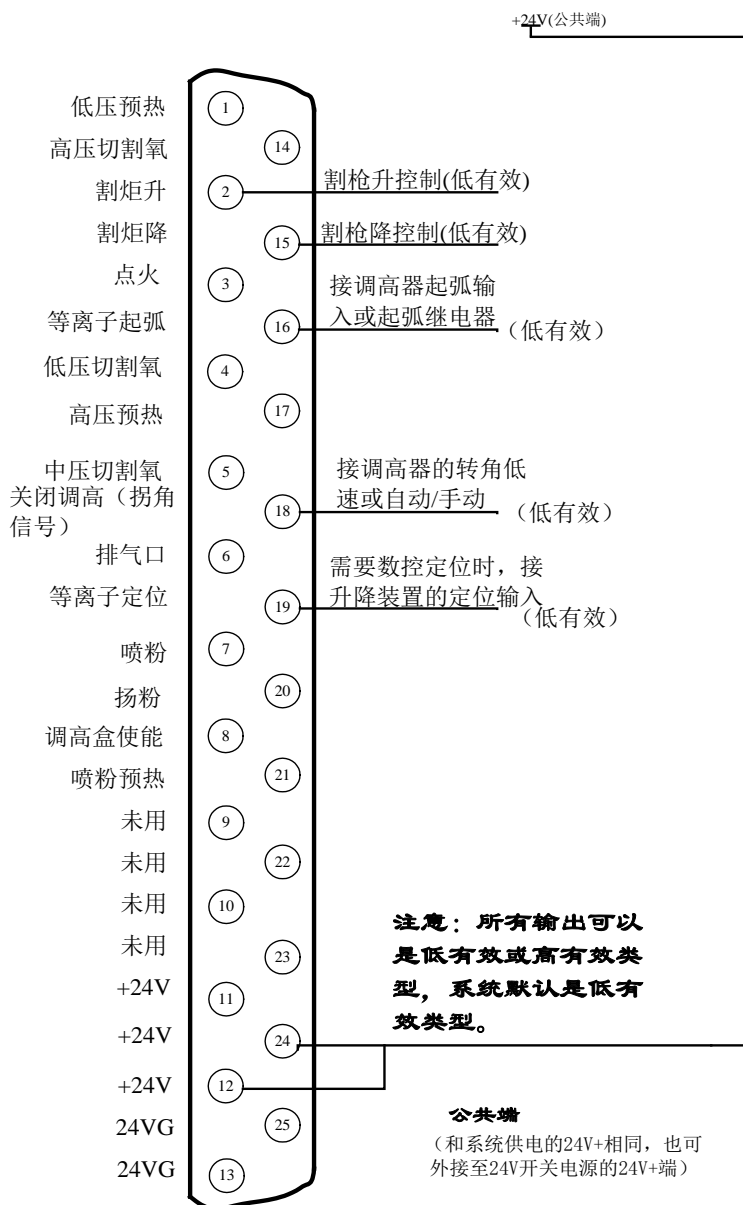 +24V(公共端)
低压预热
1
高压切割氧
14
割炬升
2
割枪升控制(低有效)
割炬降
15
割枪降控制(低有效)
点火
3
接调高器起弧输
等离子起弧
16
入或起弧继电器
（低有效）
低压切割氧
4
高压预热
17
中压切割氧
5
接调高器的转角低
关闭调高（拐角
信号）
18
速或自动/手动
（低有效）
排气口
6
需要数控定位时，接
等离子定位
19
升降装置的定位输入
（低有效）
喷粉
7
扬粉
20
调高盒使能
8
喷粉预热
21
未用
9
未用
22
未用
10
未用
23
注意：所有输出可以
是低有效或高有效类
型，系统默认是低有
效类型。
+24V
11
+24V
24
+24V
12
24VG
25
公共端
（和系统供电的24V+相同，也可
外接至24V开关电源的24V+端）
24VG
13